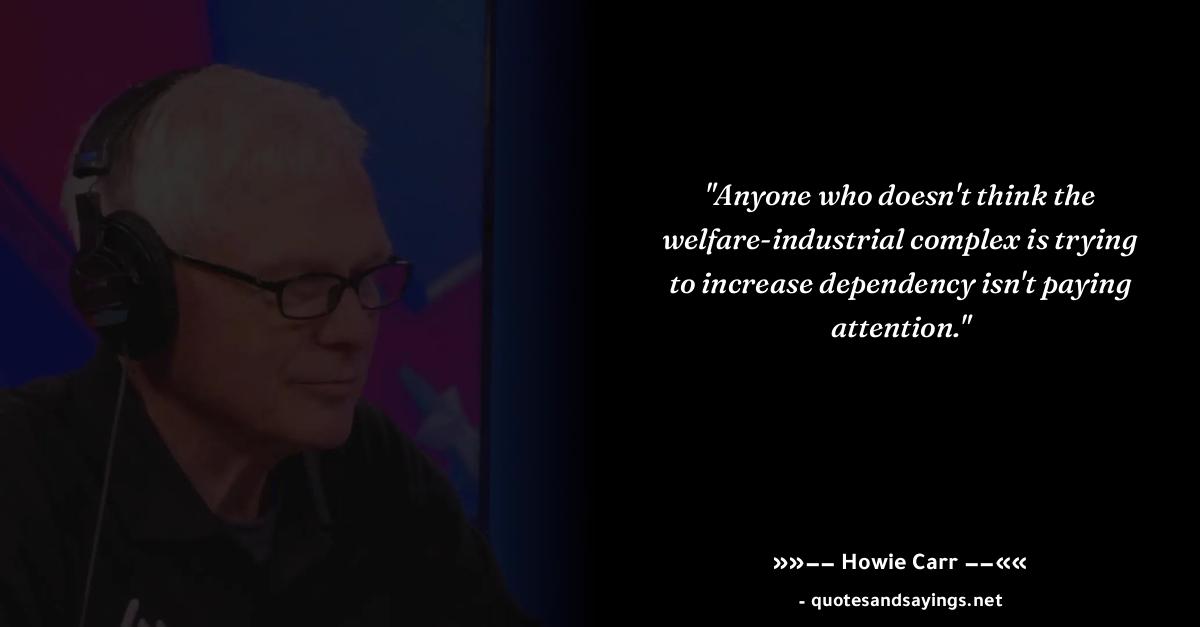 "Anyone who doesn't think the
welfare-industrial complex is trying
to increase dependency isn't paying
attention."
»»−− Howie Carr −−««
- quotesandsayings.net